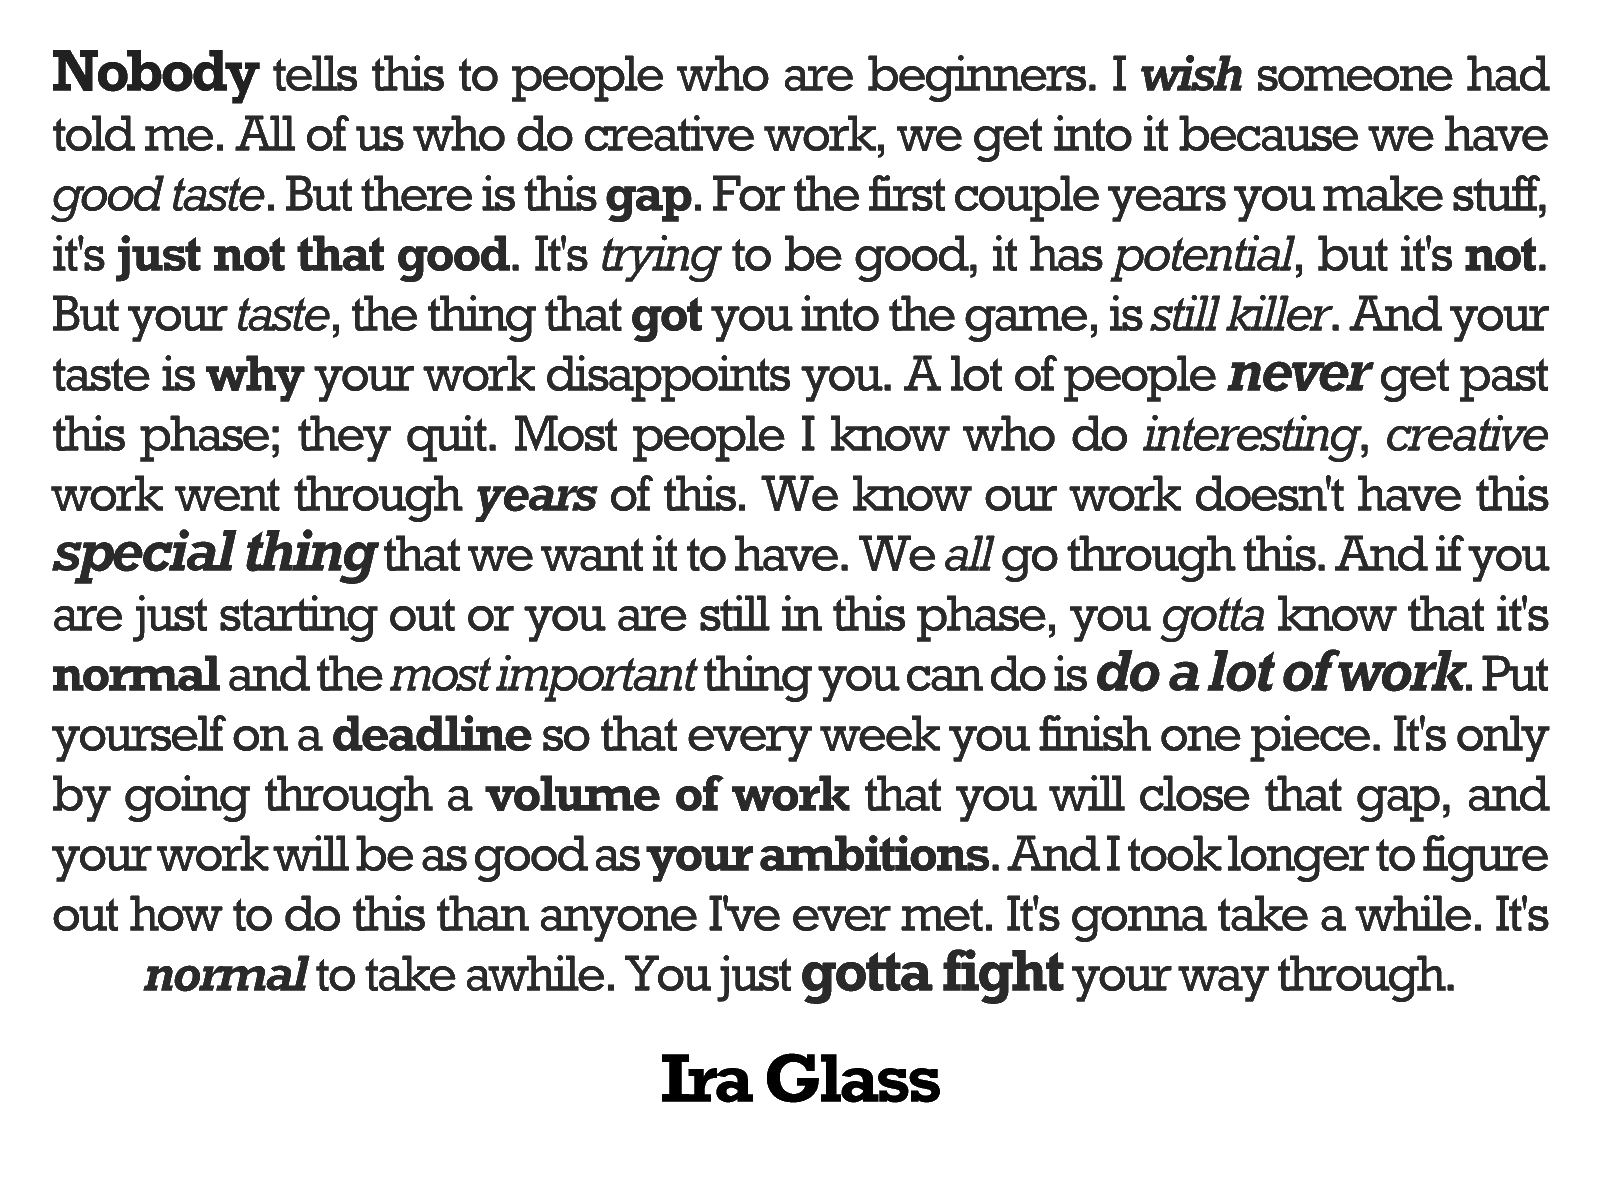 Nobody tells this to people who are beginners. I wish someone had
told me. All of us who do creative work, we get into it because we have
good taste. But there is this gap. For the first couple years you make stuff,
it's just not that good. It's trying to be good, it has potential, but it's not.
But your taste, the thing that got you into the game, is still killer. And your
taste is why your work disappoints you. A lot of people never get past
this phase; they quit. Most people I know who do interesting, creative
work went through years of this. We know our work doesn't have this
special thing that we want it to have. We all go through this. And if you
are just starting out or you are still in this phase, you gotta know that it's
normal and the most important thing you can do is do a lot of work. Put
yourself on a deadline so that every week you finish one piece. It's only
by going through a volume of work that you will close that gap, and
your work will be as good as your ambitions. And I took longer to figure
out how to do this than anyone I've ever met. It's gonna take a while. It's
normal to take awhile. You just gotta fight your way through.
Ira Glass